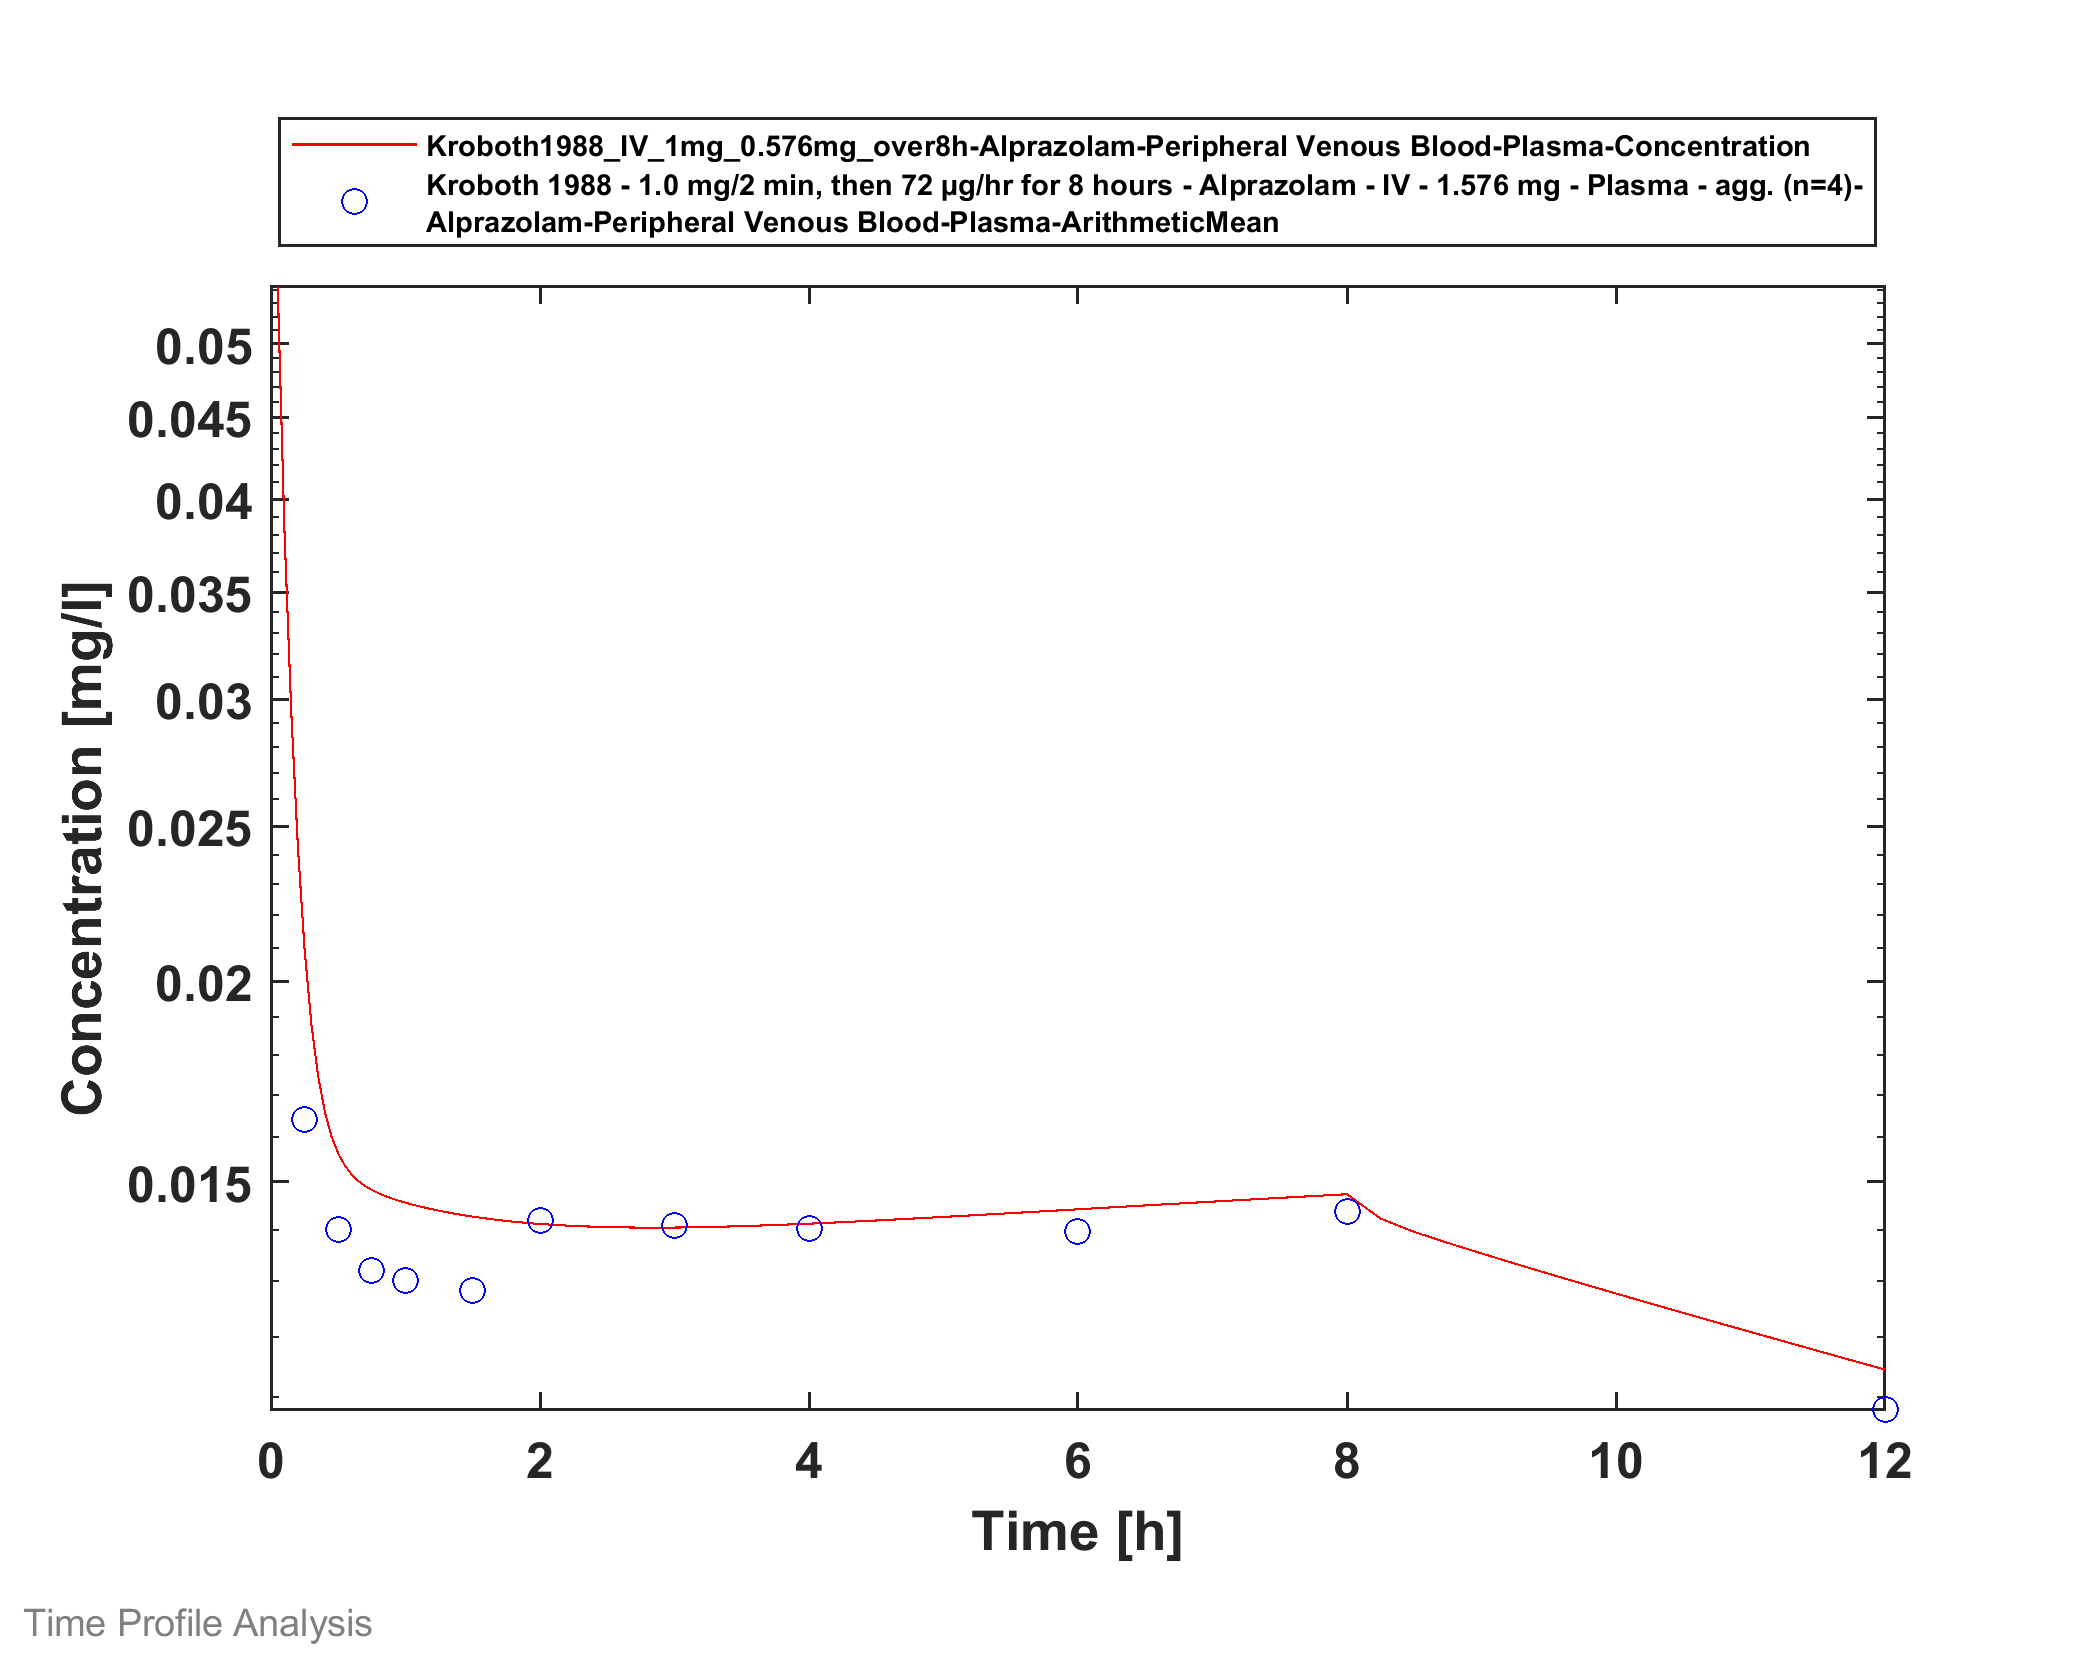 Kroboth1988_IV_1mg_0.576mg_over8h-Alprazolam-Peripheral Venous Blood-Plasma-Concentration
Kroboth 1988 - 1.0 mg/2 min, then 72 µg/hr for 8 hours - Alprazolam - IV - 1.576 mg - Plasma - agg. (n=4)-
Alprazolam-Peripheral Venous Blood-Plasma-ArithmeticMean
0.05
0.045
0.04
0.035
0.03
0.025
0.02
0.015
Concentration [mg/l]
0 2 4 6 8 10 12
Time [h]
Time Profile Analysis